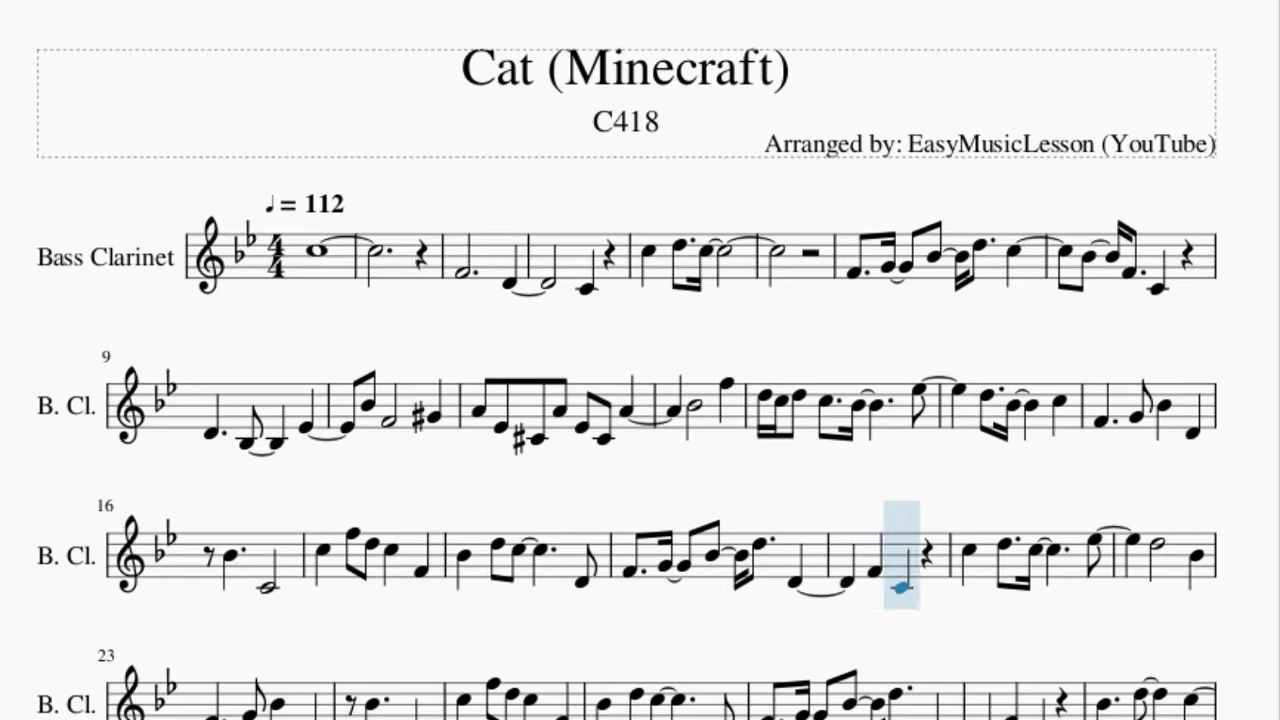 Cat (Minecraft)
C418
Arranged by: EasyMusicLesson (YouTube)
♩ = 112
Bass Clarinet
4
4
9
B. Cl.
16
B. Cl.
23
B. Cl.